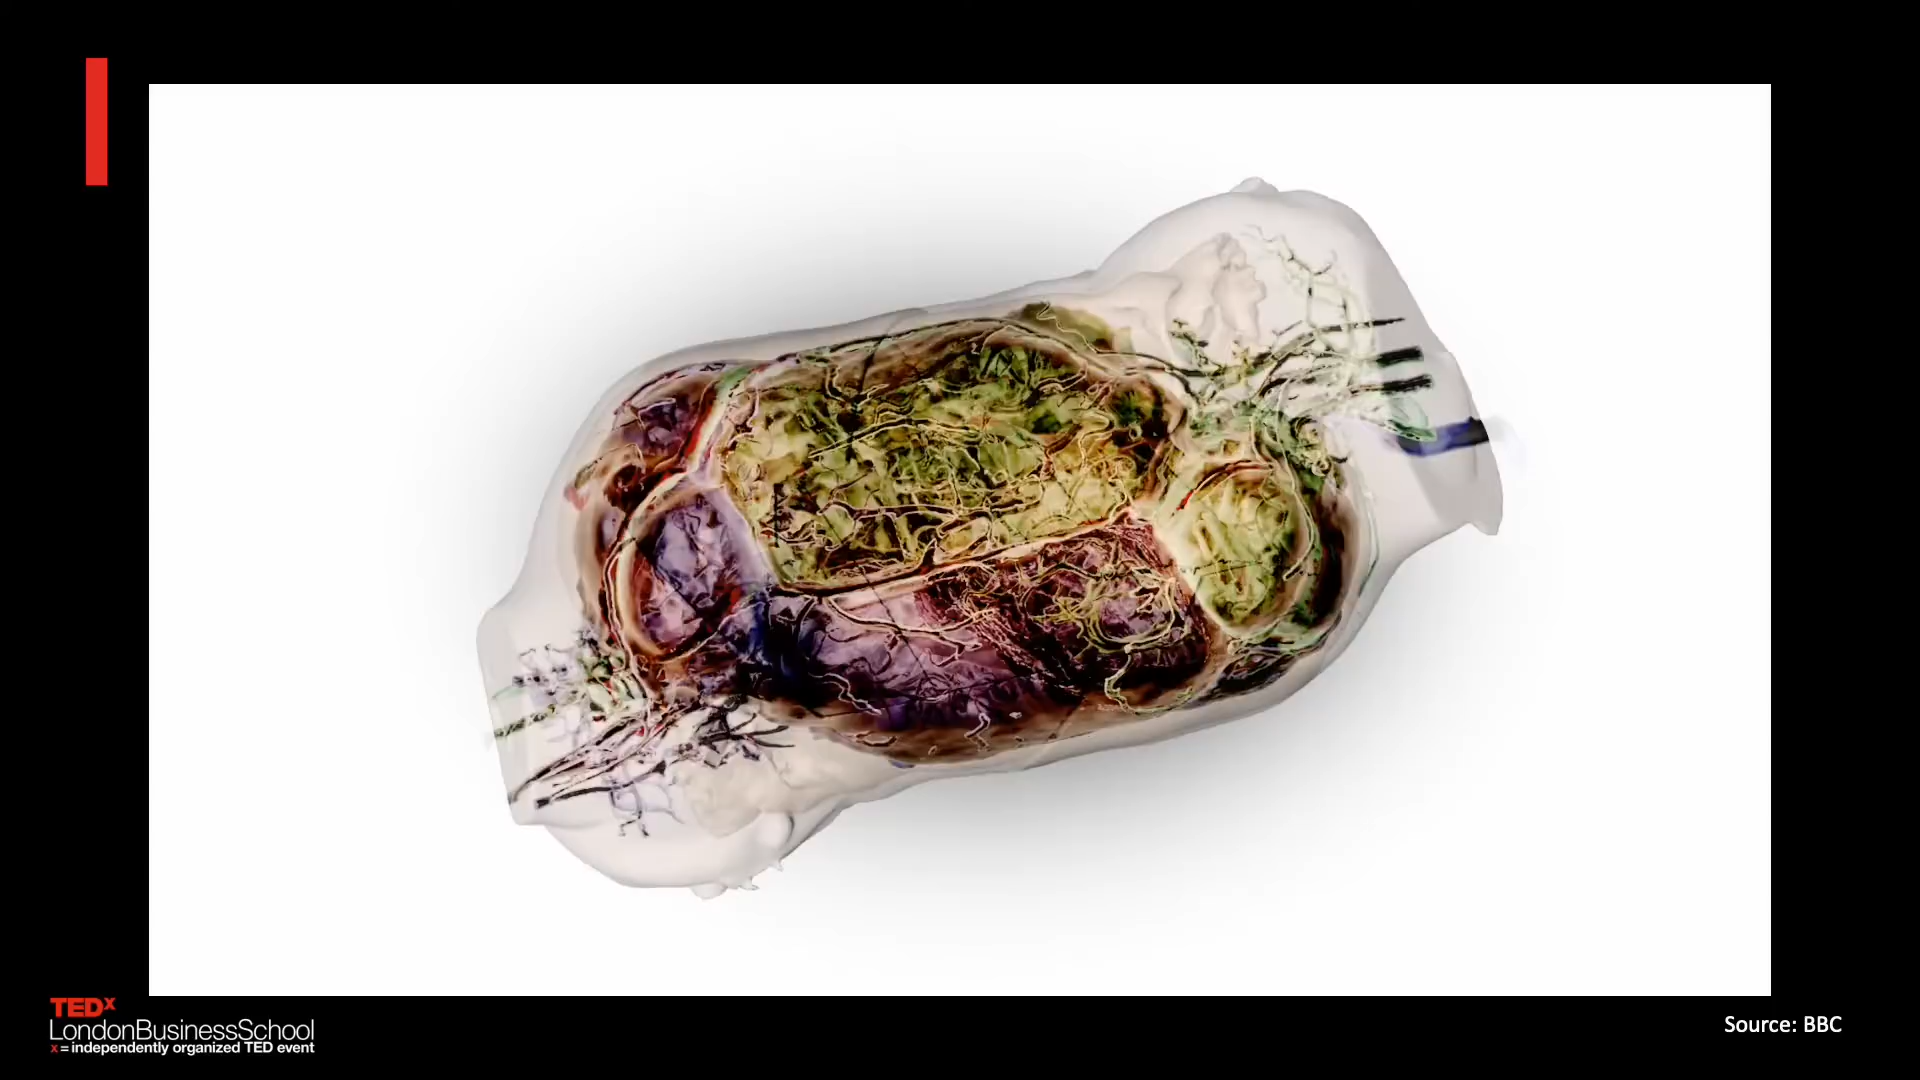 TEDx
LondonBusinessSchool
x = independently organized TED event
Source: BBC